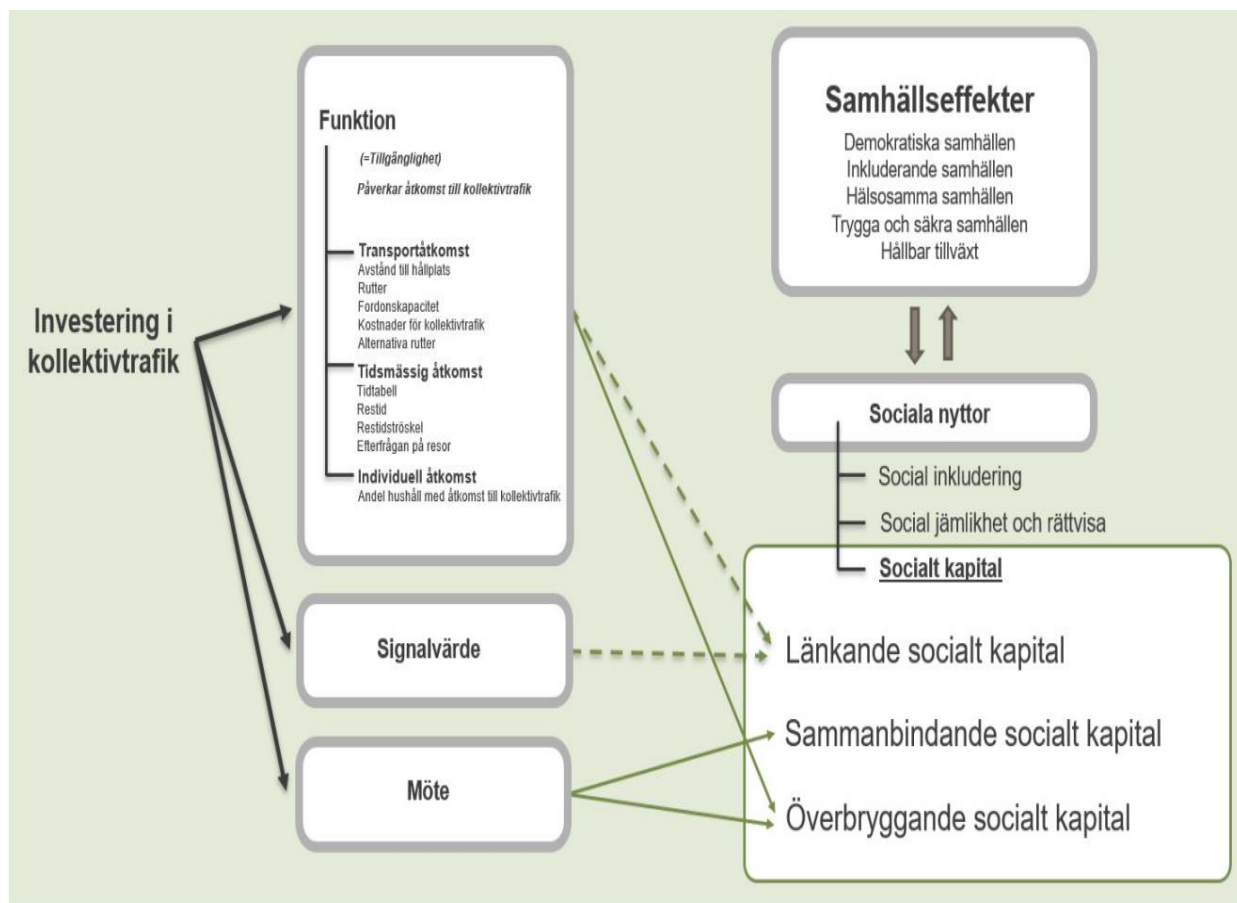 Investering i
kollektivtrafik
Funktion
(=Tillgänglighet)
Påverkar åtkomst till kollektivtrafik
Transportåtkomst
Avstånd till hållplats
Rutter
Fordonskapacitet
Kostnader för kollektivtrafik
Alternativa rutter
Tidsmässig åtkomst
Tidtabell
Restid
Restidströskel
Efterfrågan på resor
Individuell åtkomst
Andel hushåll med åtkomst till kollektivtrafik
Signalvärde
Möte
Samhällseffekter
Demokratiska samhällen
Inkluderande samhällen
Hälsosamma samhällen
Trygga och säkra samhällen
Hållbar tillväxt
Sociala nyttor
Social inkludering
Social jämlikhet och rättvisa
Socialt kapital
Länkande socialt kapital
Sammanbindande socialt kapital
Överbryggande socialt kapital